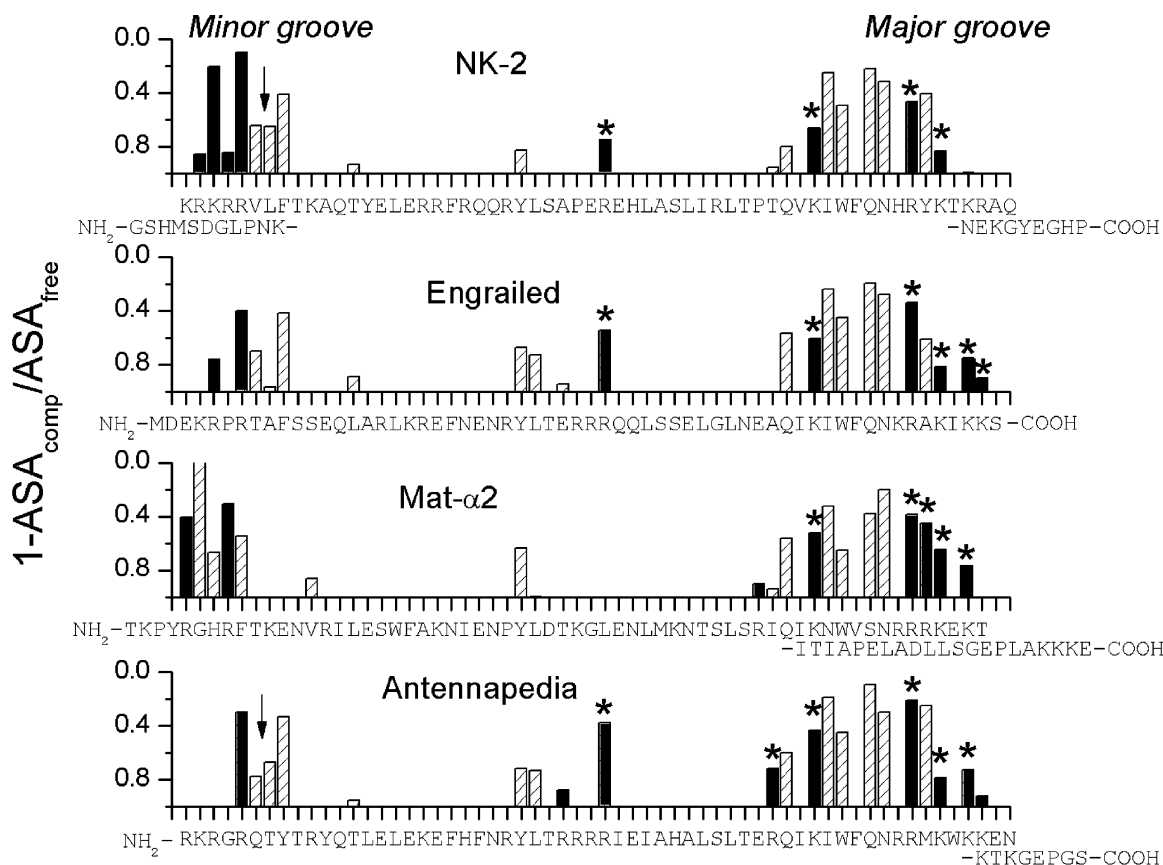 Minor groove
Major groove
1-ASAcomp/ASAfree
NK-2
0.0
0.4
0.8
*
*
*
*
KRKRRVLFTKAQTYELERRFRQQRYLSAPEREHLASLIRLTPTQVKIWFQNHRYKTKRAQ
NH2-GSHMSDGLPNK-
-NEKGYEGHP-COOH
Engrailed
0.0
0.4
0.8
*
*
*
*
*
*
NH2-MDEKRPRTAFSSEQLARLKREFNENRYLTERRRQQLSSELGLNEAQIKIWFQNKRAKIKKS-COOH
Mat-α2
0.0
0.4
0.8
*
*
*
*
*
NH2-TKPYRGHRFTKENVRILESWFAKNIENPYLDTKGLENLMKNTSLSRIQIKNWVSNRRRKEKT
-ITIAPELADLLSGEPLAKKKE-COOH
Antennapedia
0.0
0.4
0.8
*
*
*
*
*
*
NH2-RKRGRQTYTRYQTLELEKEFHFNRYLTRRRRIEIAHALSLTERQIKIWFQNRRMKWKKEN
-KTKGEPGS-COOH